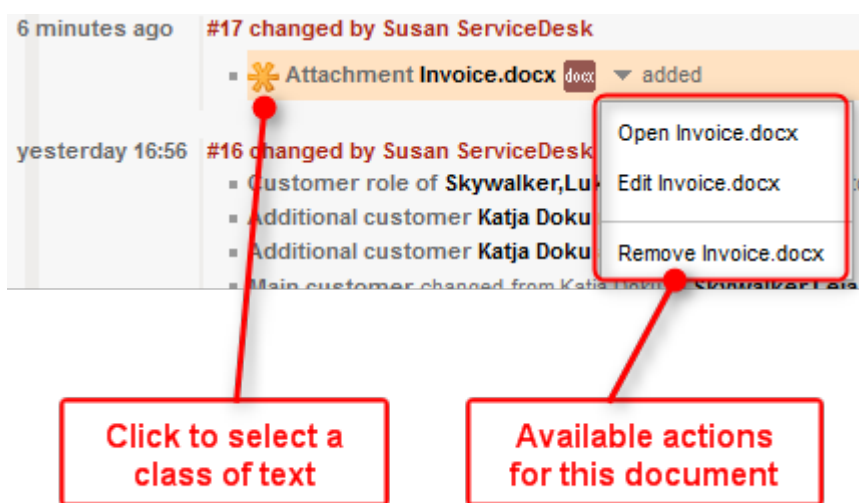 6 minutes ago #17 changed by Susan ServiceDesk
Attachment Invoice.docx docx added
Open Invoice.docx
yesterday 16:56 #16 changed by Susan ServiceDesk
Edit Invoice.docx
Customer role of Skywalker,Luk
Additional customer Katja Doku
Additional customer Katja Doku
Remove Invoice.docx
Main customer changed from Katja Doku Skywalker,Leia
Click to select a
class of text
Available actions
for this document